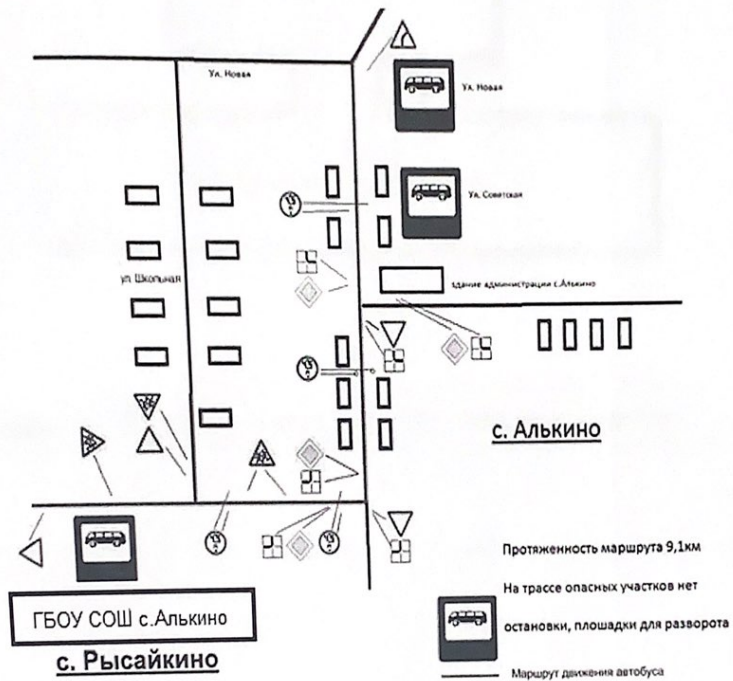 Ул. Новая
Ул. Новая
Ул. Советская
ул. Школьная
здание администрации с.Алькино
с. Алькино
Протяженность маршрута 9,1км
На трассе опасных участков нет
остановки, плошадки для разворота
ГБОУ СОШ с.Алькино
с. Рысайкино
Маршрут движения автобуса